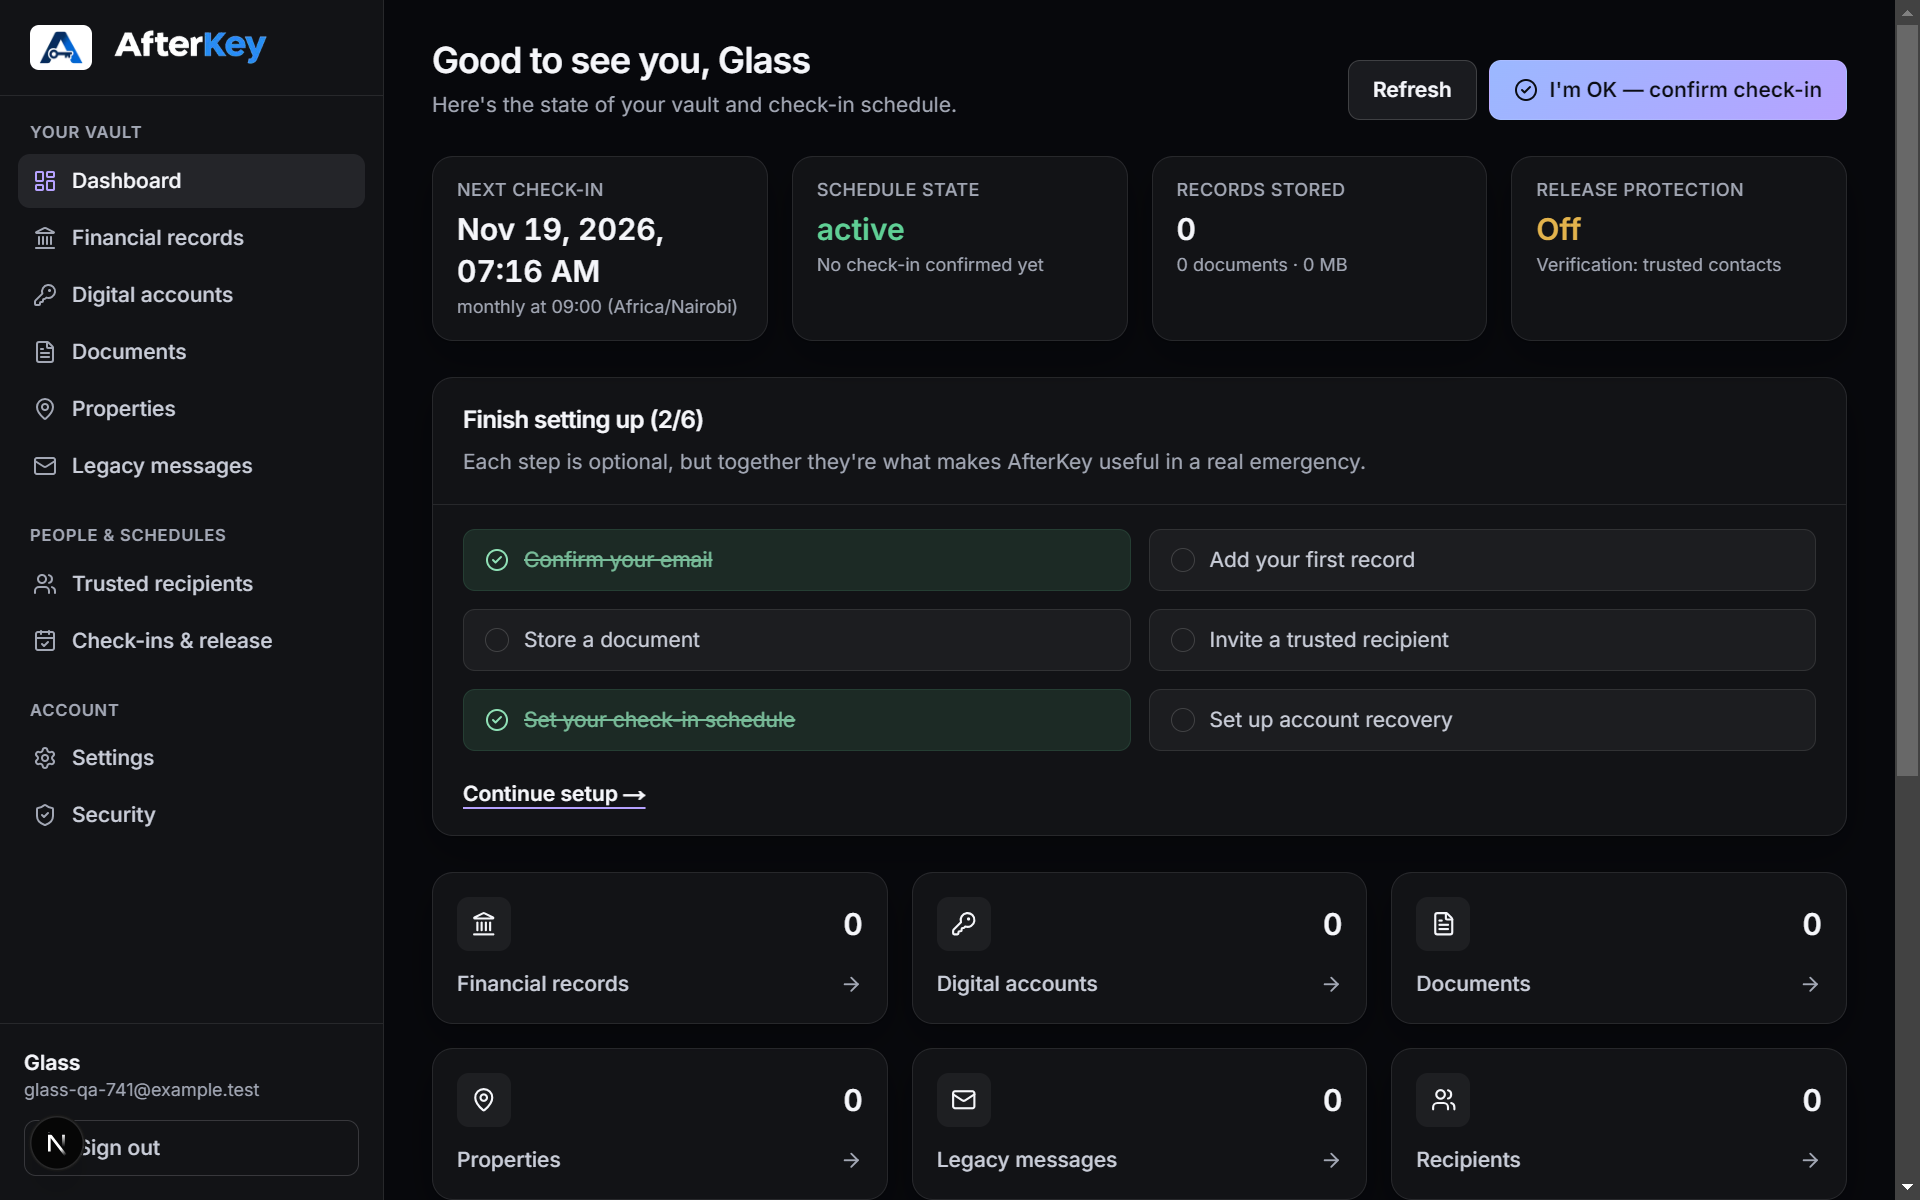 AfterKey
YOUR VAULT
Dashboard
Financial records
Digital accounts
Documents
Properties
Legacy messages
PEOPLE & SCHEDULES
Trusted recipients
Check-ins & release
ACCOUNT
Settings
Security
Glass
glass-qa-741@example.test
N
Sign out
Good to see you, Glass
Here's the state of your vault and check-in schedule.
Refresh
I'm OK — confirm check-in
NEXT CHECK-IN
Nov 19, 2026,
07:16 AM
monthly at 09:00 (Africa/Nairobi)
SCHEDULE STATE
active
No check-in confirmed yet
RECORDS STORED
0
0 documents · 0 MB
RELEASE PROTECTION
Off
Verification: trusted contacts
Finish setting up (2/6)
Each step is optional, but together they're what makes AfterKey useful in a real emergency.
Confirm your email
Add your first record
Store a document
Invite a trusted recipient
Set your check-in schedule
Set up account recovery
Continue setup →
0
Financial records
0
Digital accounts
0
Documents
0
Properties
0
Legacy messages
0
Recipients